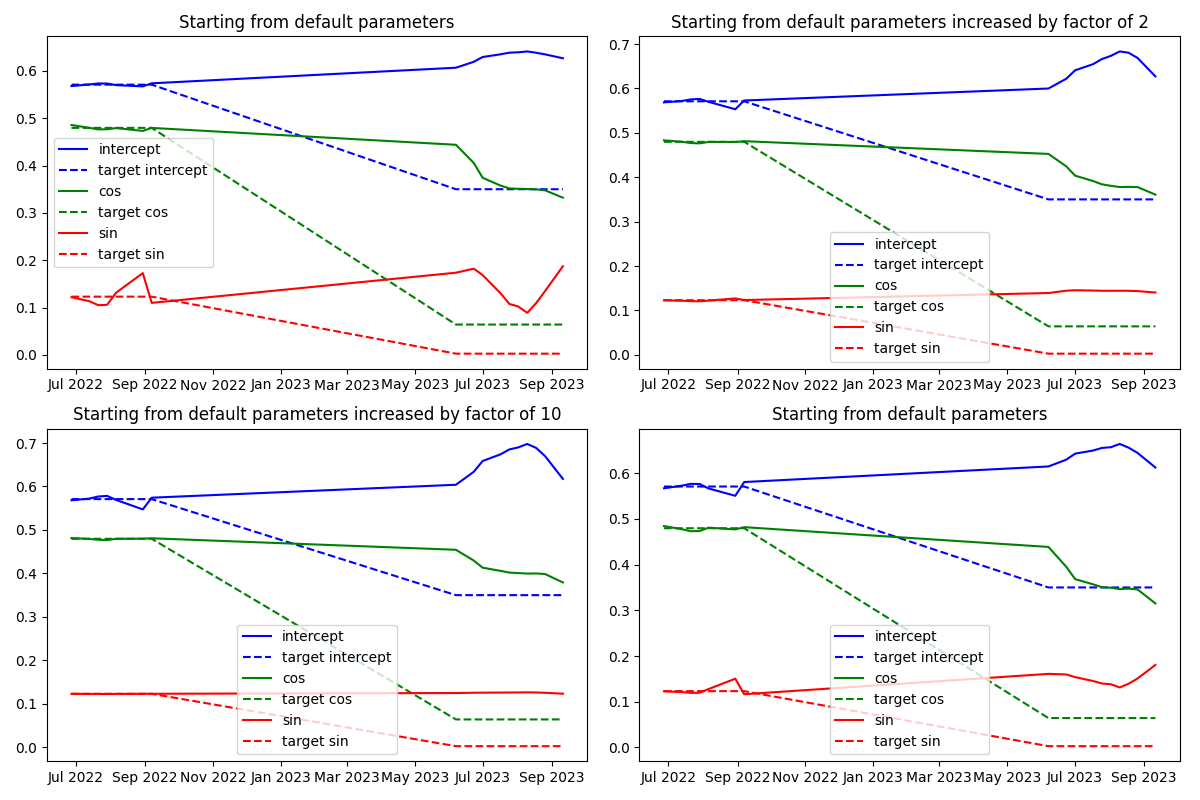 Starting from default parameters
0.6
0.5
0.4
0.3
0.2
0.1
0.0
intercept
target intercept
cos
target cos
sin
target sin
Jul 2022 Sep 2022 Nov 2022 Jan 2023 Mar 2023 May 2023 Jul 2023 Sep 2023
Starting from default parameters increased by factor of 2
0.7
0.6
0.5
0.4
0.3
0.2
0.1
0.0
intercept
target intercept
cos
target cos
sin
target sin
Jul 2022 Sep 2022 Nov 2022 Jan 2023 Mar 2023 May 2023 Jul 2023 Sep 2023
Starting from default parameters increased by factor of 10
0.7
0.6
0.5
0.4
0.3
0.2
0.1
0.0
intercept
target intercept
cos
target cos
sin
target sin
Jul 2022 Sep 2022 Nov 2022 Jan 2023 Mar 2023 May 2023 Jul 2023 Sep 2023
Starting from default parameters
0.6
0.5
0.4
0.3
0.2
0.1
0.0
intercept
target intercept
cos
target cos
sin
target sin
Jul 2022 Sep 2022 Nov 2022 Jan 2023 Mar 2023 May 2023 Jul 2023 Sep 2023